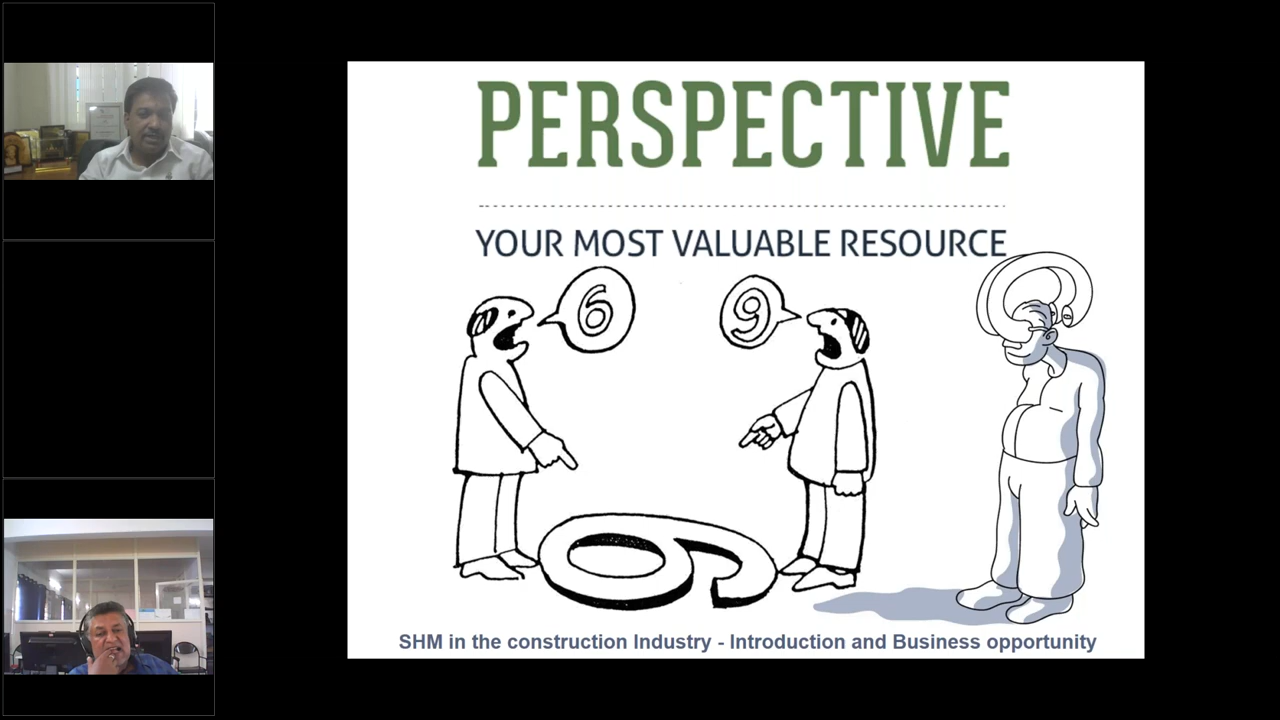 PERSPECTIVE
YOUR MOST VALUABLE RESOURCE
6
9
SHM in the construction Industry - Introduction and Business opportunity